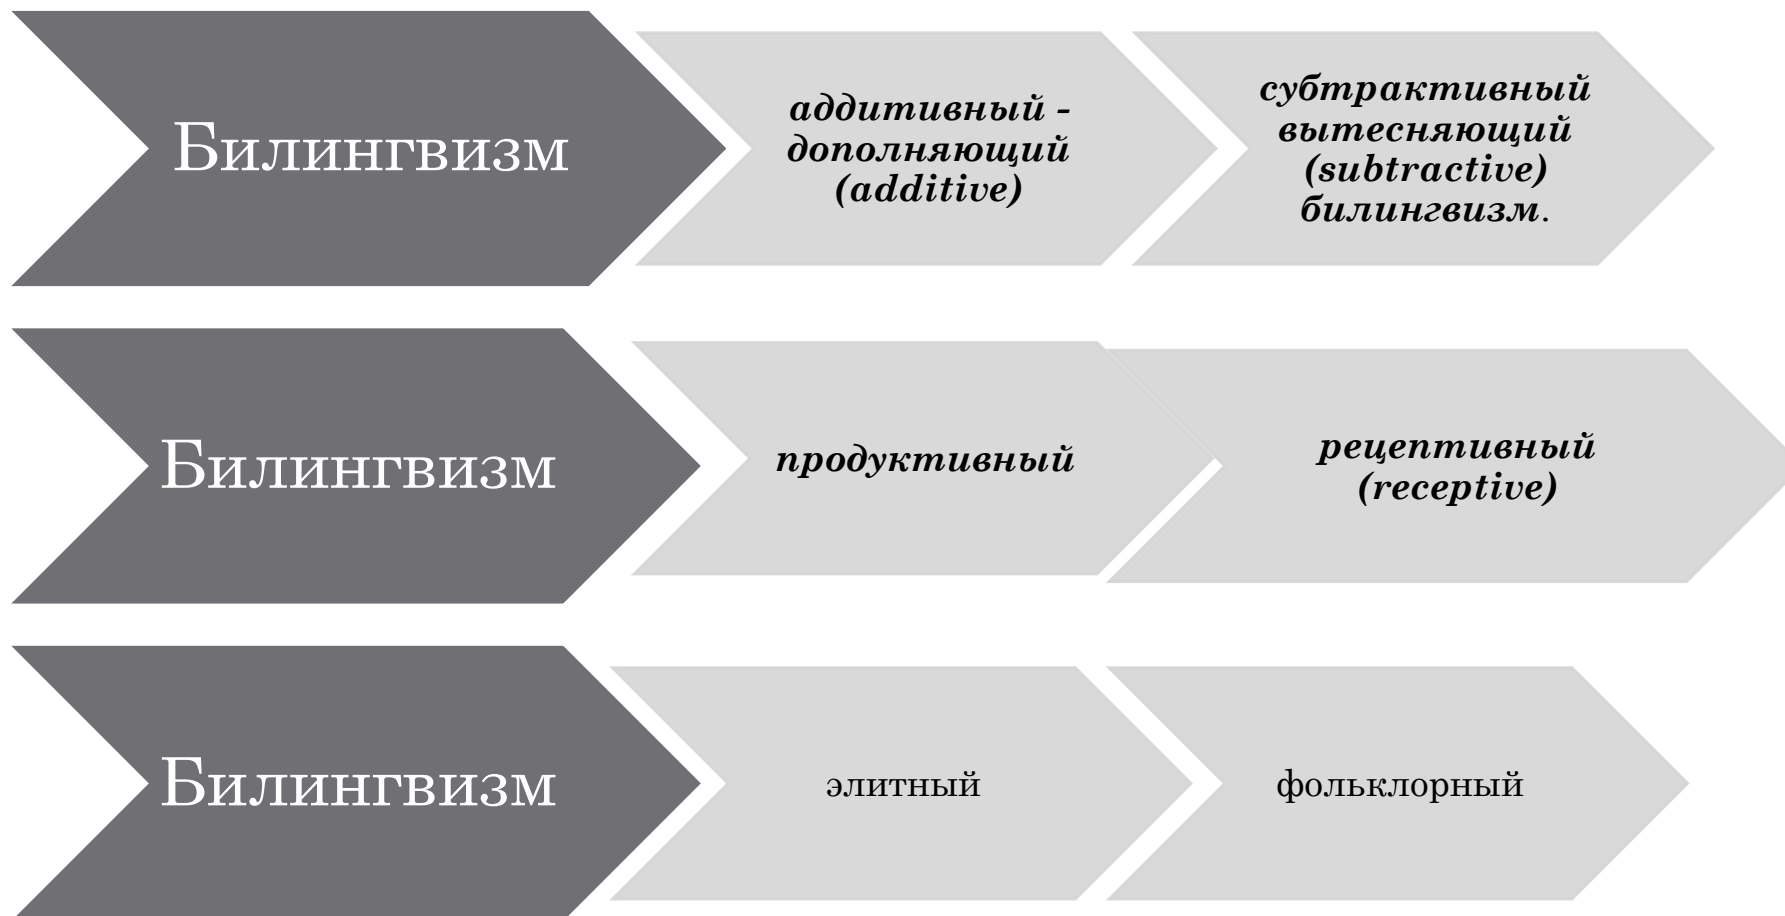 Билингвизм
аддитивный -
дополняющий
(additive)
субтрактивный
вытесняющий
(subtractive)
билингвизм.
Билингвизм
продуктивный
рецептивный
(receptive)
Билингвизм
элитный
фольклорный